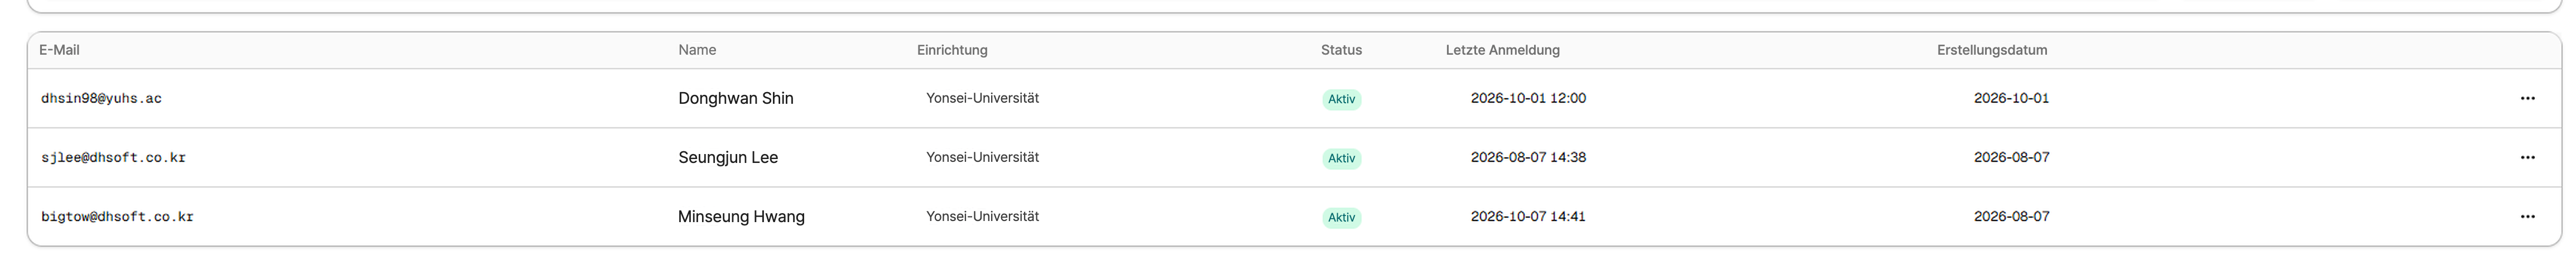 E-Mail Name Einrichtung Status Letzte Anmeldung Erstellungsdatum
dhsin98@yuhs.ac Donghwan Shin Yonsei-Universität Aktiv 2026-10-01 12:00 2026-10-01 ...
sjlee@dhsoft.co.kr Seungjun Lee Yonsei-Universität Aktiv 2026-08-07 14:38 2026-08-07 ...
bigtow@dhsoft.co.kr Minseung Hwang Yonsei-Universität Aktiv 2026-10-07 14:41 2026-08-07 ...